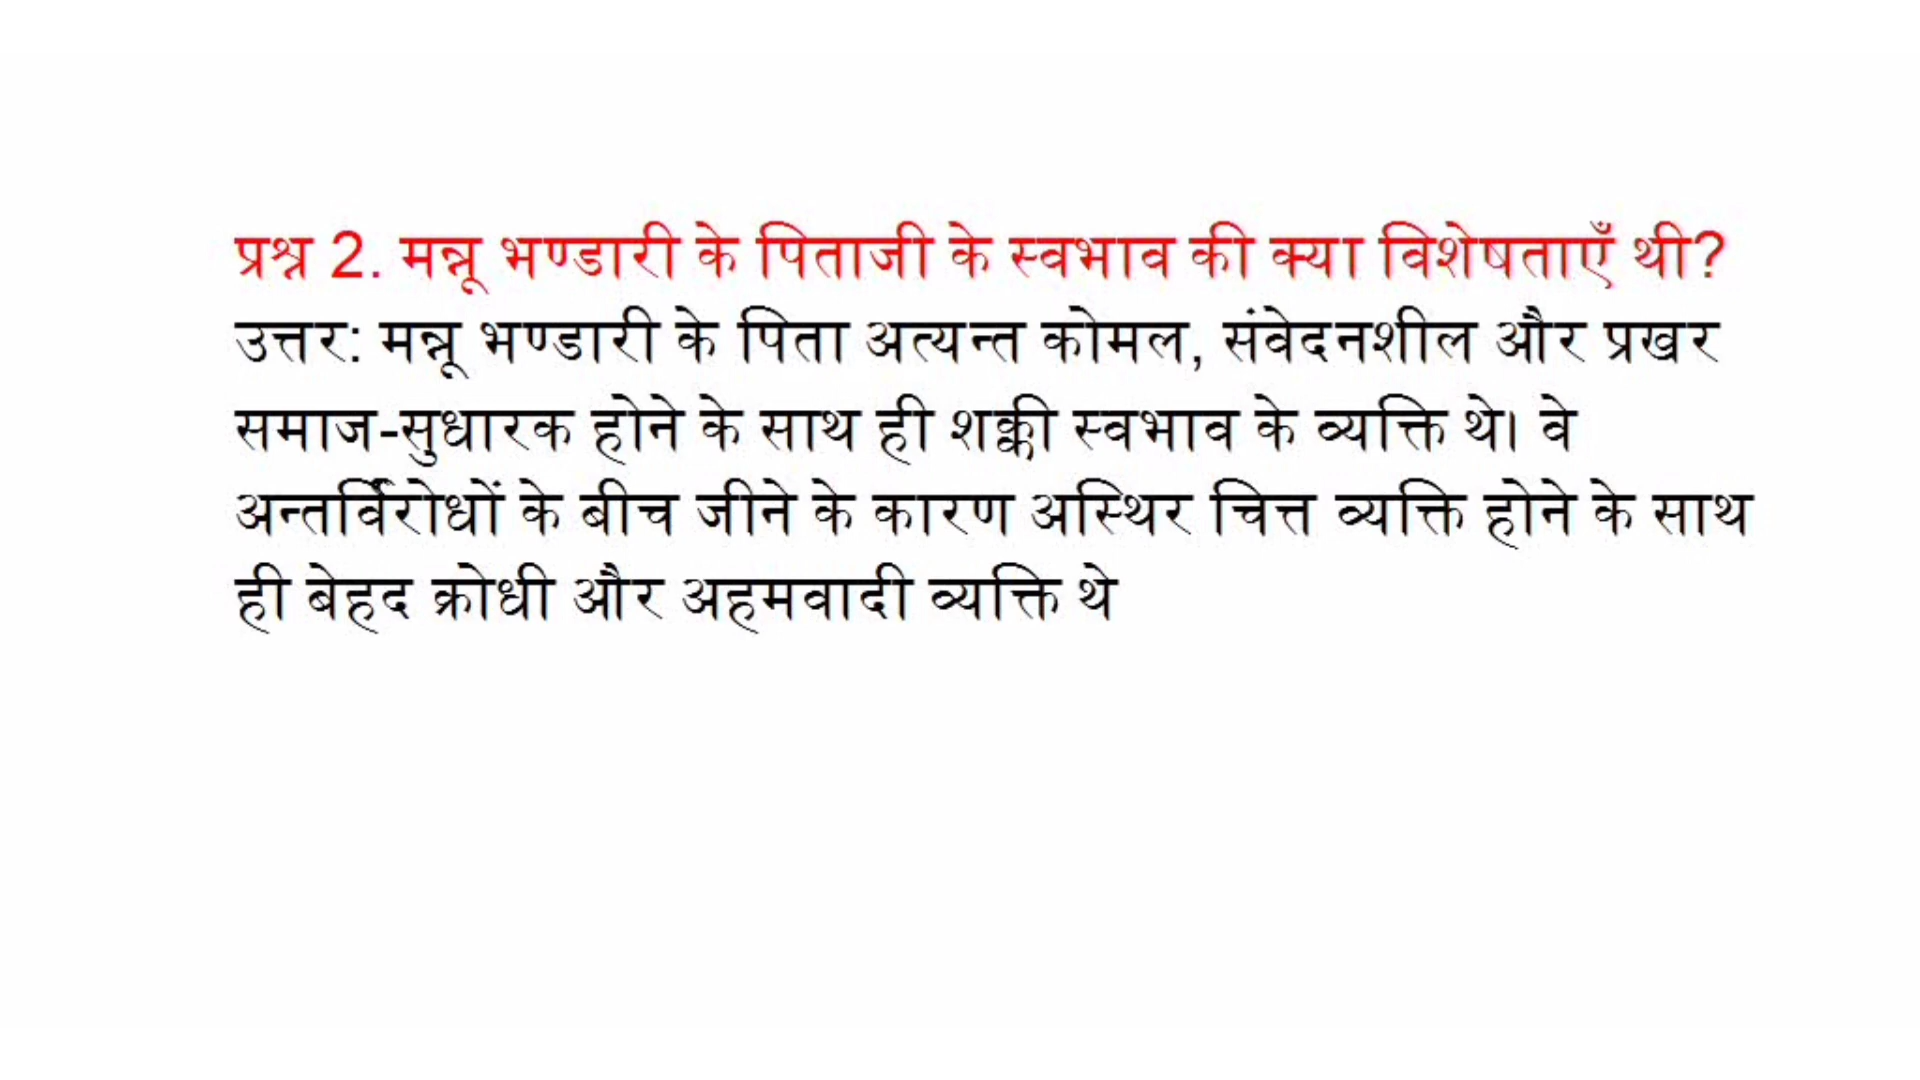 प्रश्न 2. मन्नू भण्डारी के पिताजी के स्वभाव की क्या विशेषताएँ थी?
उत्तर: मन्नू भण्डारी के पिता अत्यन्त कोमल, संवेदनशील और प्रखर
समाज-सुधारक होने के साथ ही शक्की स्वभाव के व्यक्ति थे। वे
अन्तर्विरोधों के बीच जीने के कारण अस्थिर चित्त व्यक्ति होने के साथ
ही बेहद क्रोधी और अहमवादी व्यक्ति थे